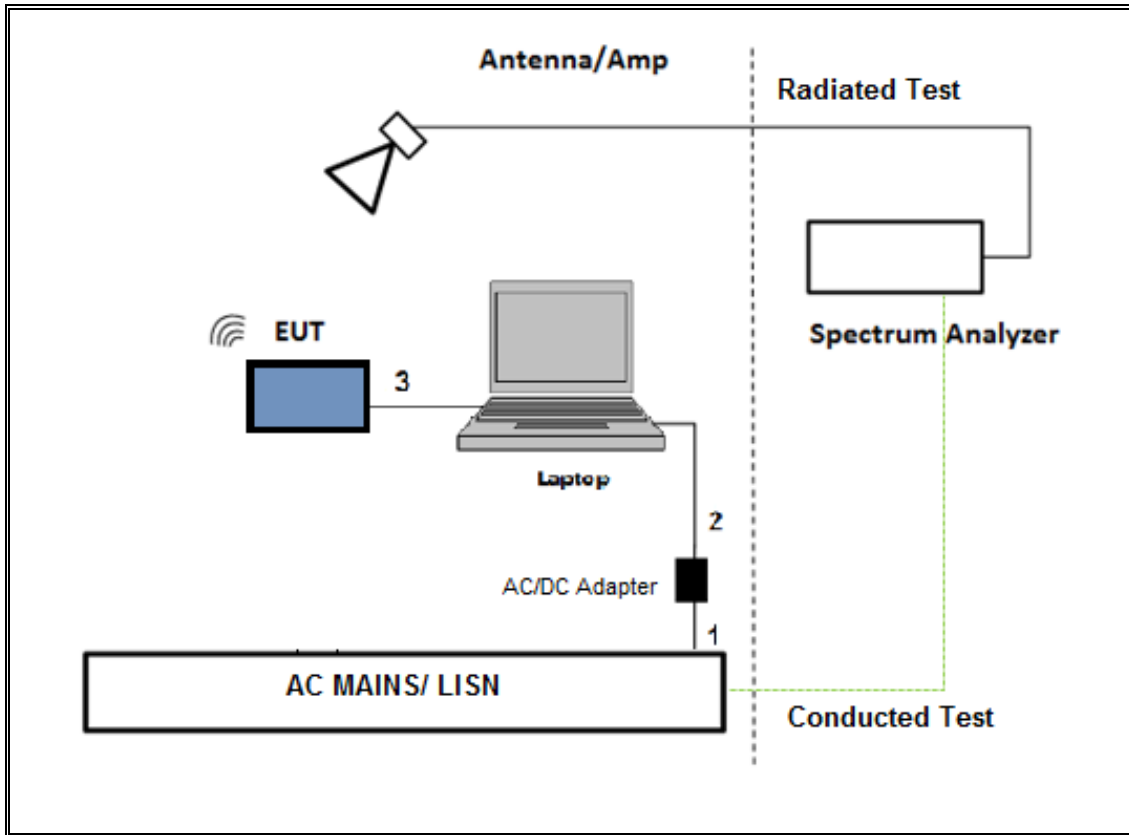 Antenna/Amp
Radiated Test
EUT
3
Spectrum Analyzer
Laptop
2
AC/DC Adapter
1
AC MAINS/ LISN
Conducted Test